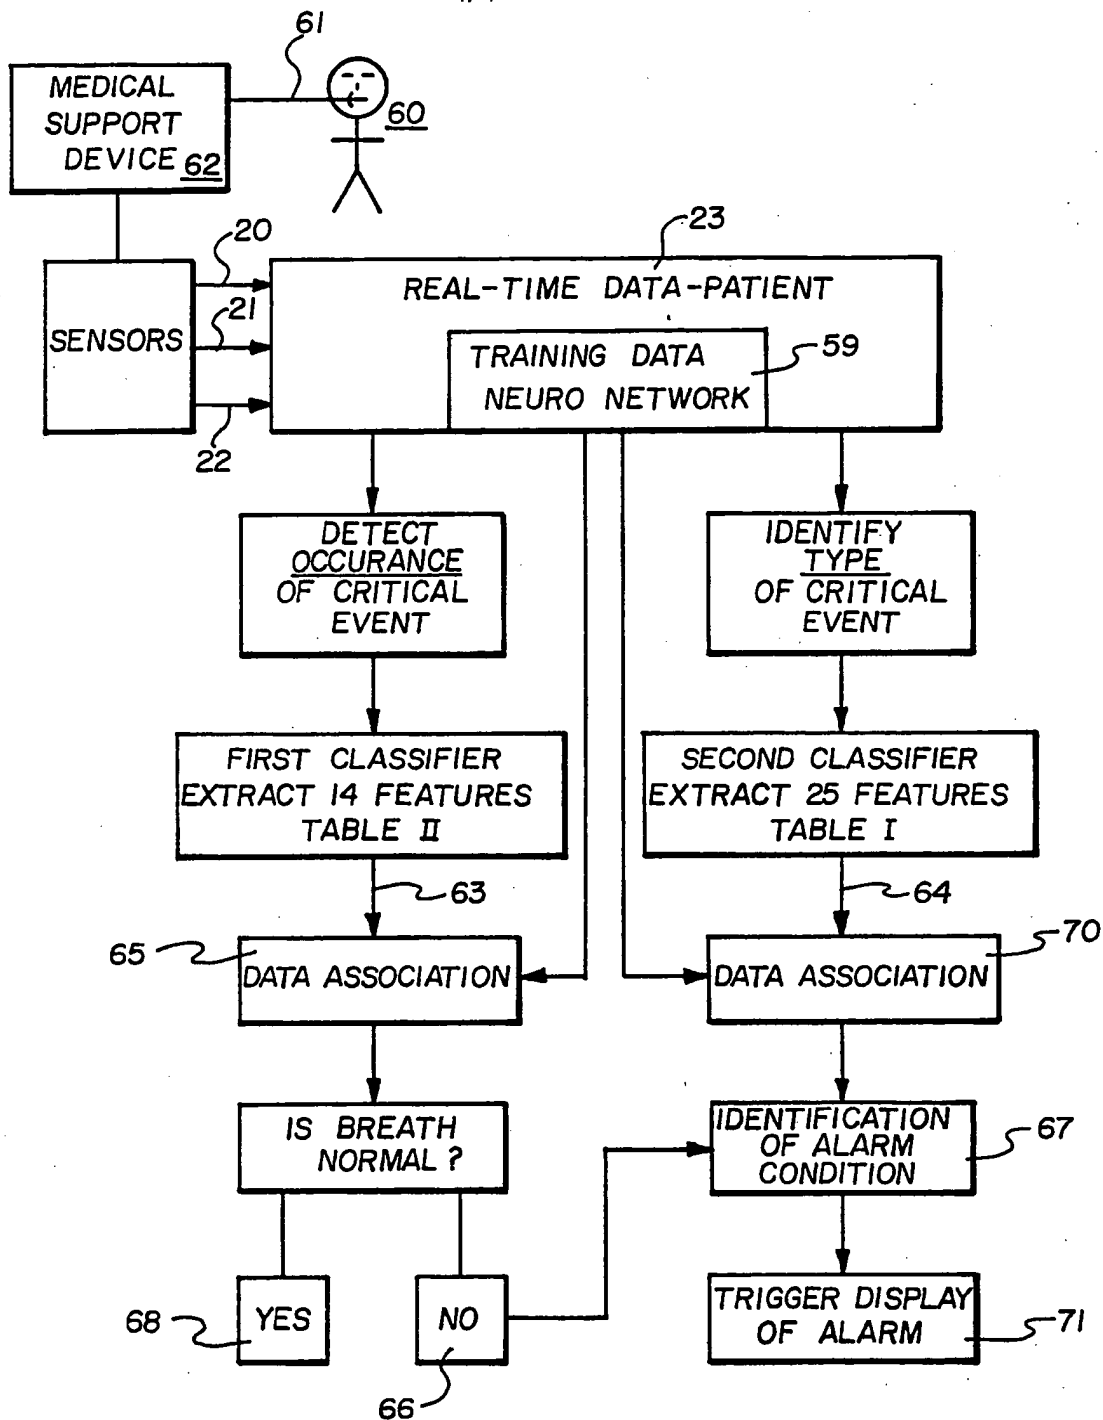 61
MEDICAL
SUPPORT
DEVICE 62
60
20
21
22
SENSORS
23
REAL-TIME DATA-PATIENT
TRAINING DATA
NEURO NETWORK
59
DETECT
OCCURANCE
OF CRITICAL
EVENT
IDENTIFY
TYPE
OF CRITICAL
EVENT
FIRST CLASSIFIER
EXTRACT 14 FEATURES
TABLE II
SECOND CLASSIFIER
EXTRACT 25 FEATURES
TABLE I
63
64
65
DATA ASSOCIATION
70
DATA ASSOCIATION
IS BREATH
NORMAL?
IDENTIFICATION
OF ALARM
CONDITION
67
68
YES
NO
66
TRIGGER DISPLAY
OF ALARM
71